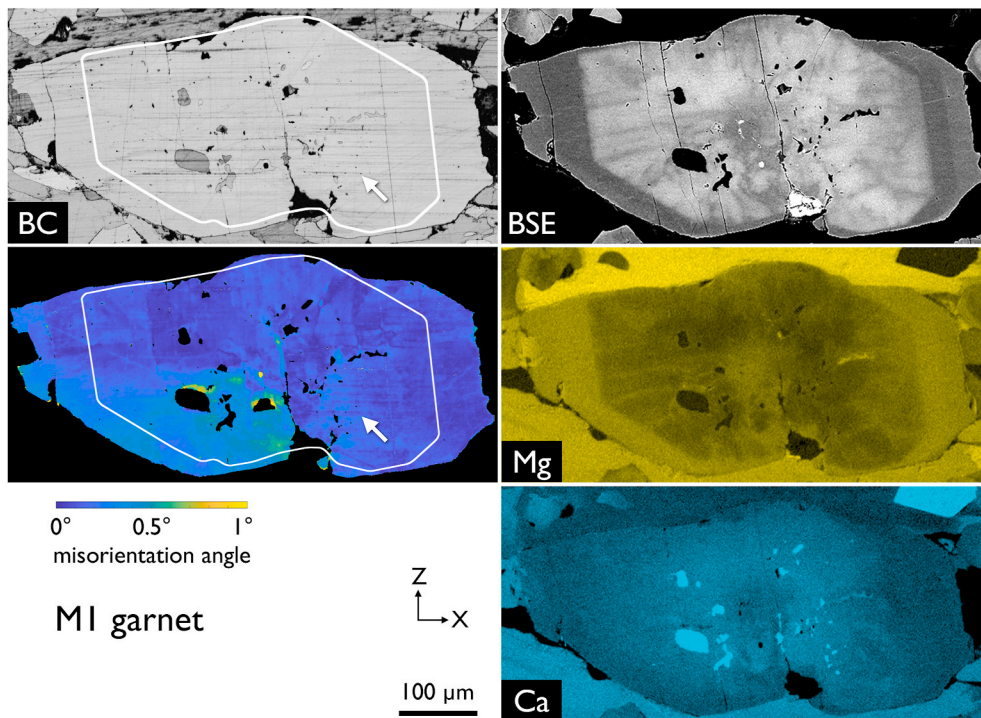 BC
BSE
Mg
0° 0.5° 1°
misorientation angle
M1 garnet
Z
X
100 µm
Ca